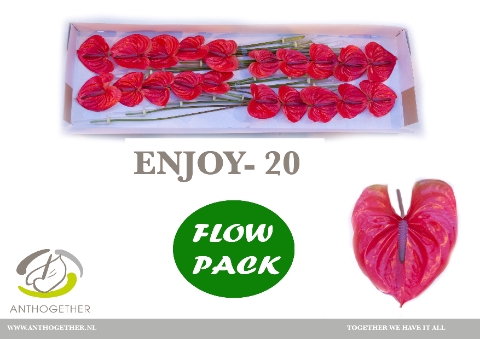 ENJOY- 20
FLOW
PACK
ANTHOGETHER
WWW.ANTHOGETHER.NL
TOGETHER WE HAVE IT ALL